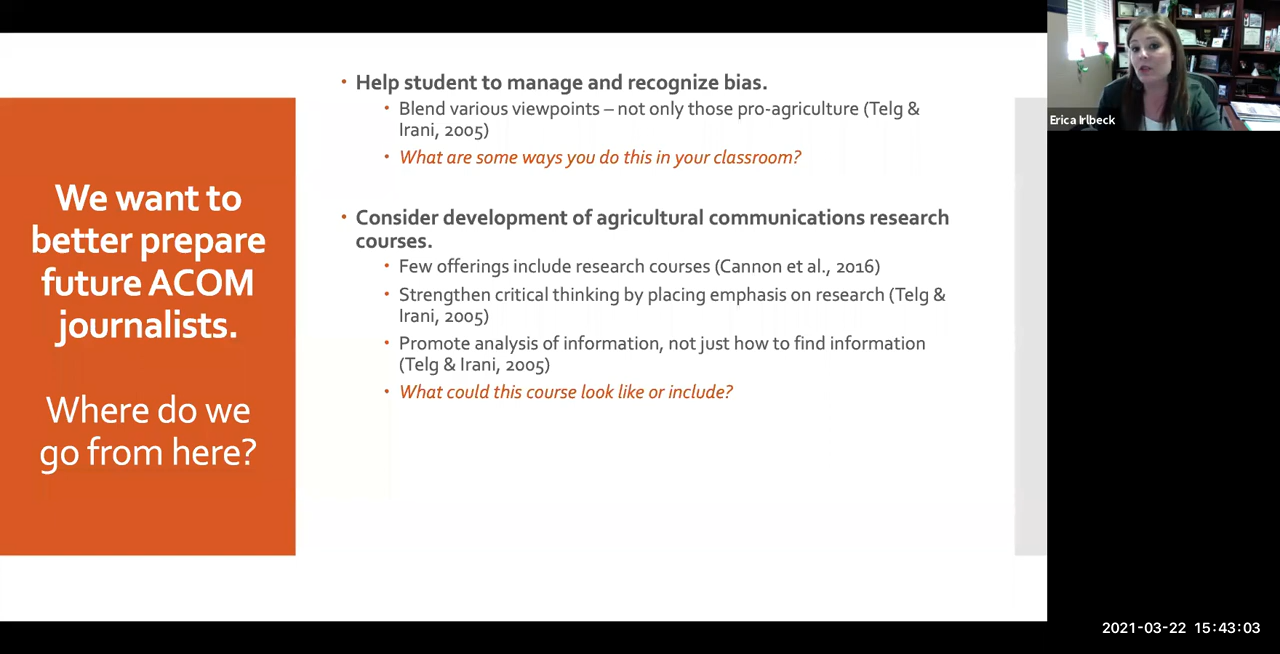 We want to
better prepare
future ACOM
journalists.
Where do we
go from here?
• Help student to manage and recognize bias.
• Blend various viewpoints – not only those pro-agriculture (Telg &
Irani, 2005)
• What are some ways you do this in your classroom?
• Consider development of agricultural communications research
courses.
• Few offerings include research courses (Cannon et al., 2016)
• Strengthen critical thinking by placing emphasis on research (Telg &
Irani, 2005)
• Promote analysis of information, not just how to find information
(Telg & Irani, 2005)
• What could this course look like or include?
Erica Irlbeck
2021-03-22 15:43:03